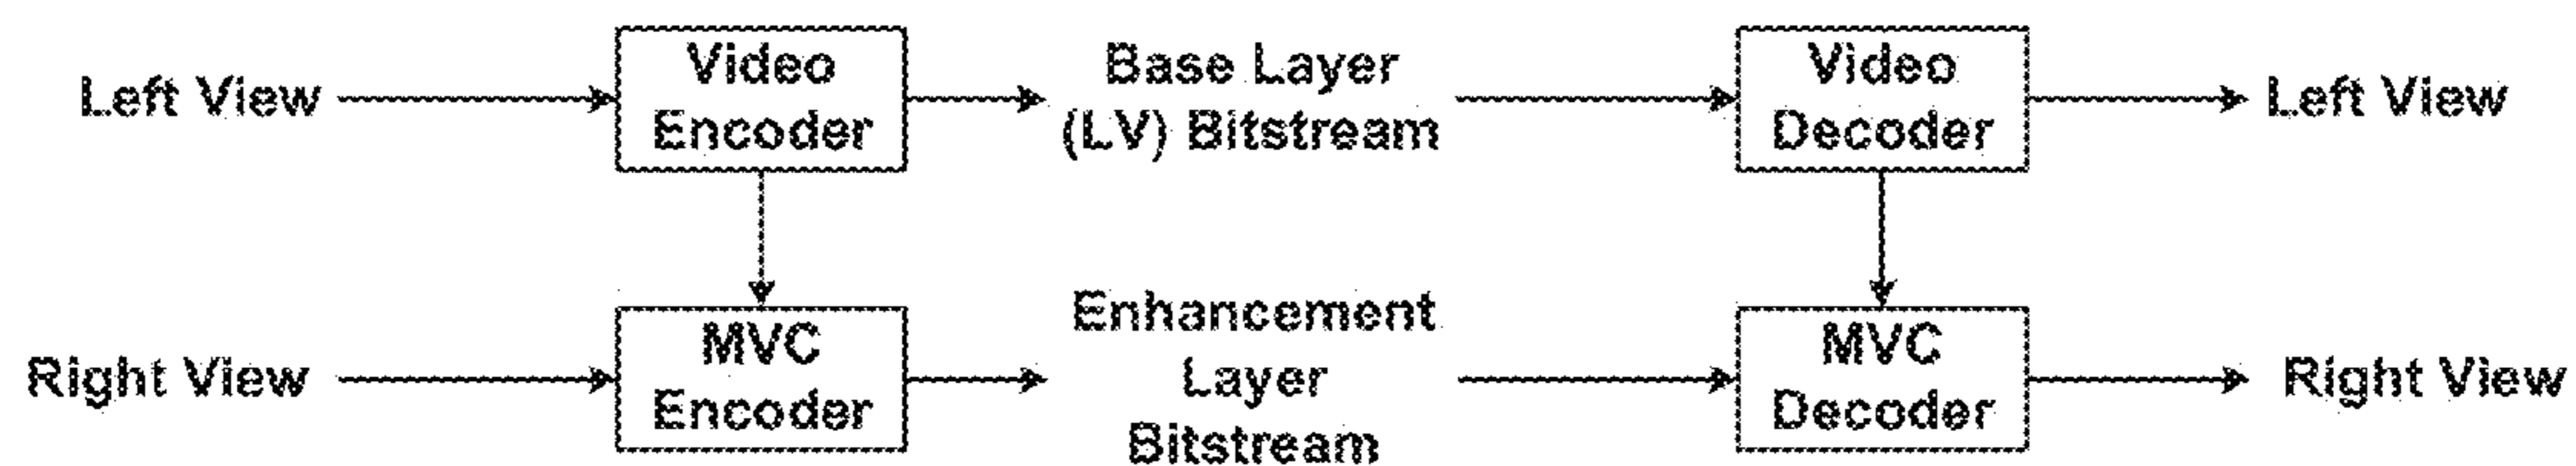 Left View
Video
Encoder
Base Layer
(LV) Bitstream
Video
Decoder
Left View
Right View
MVC
Encoder
Enhancement
Layer
Bitstream
MVC
Decoder
Right View